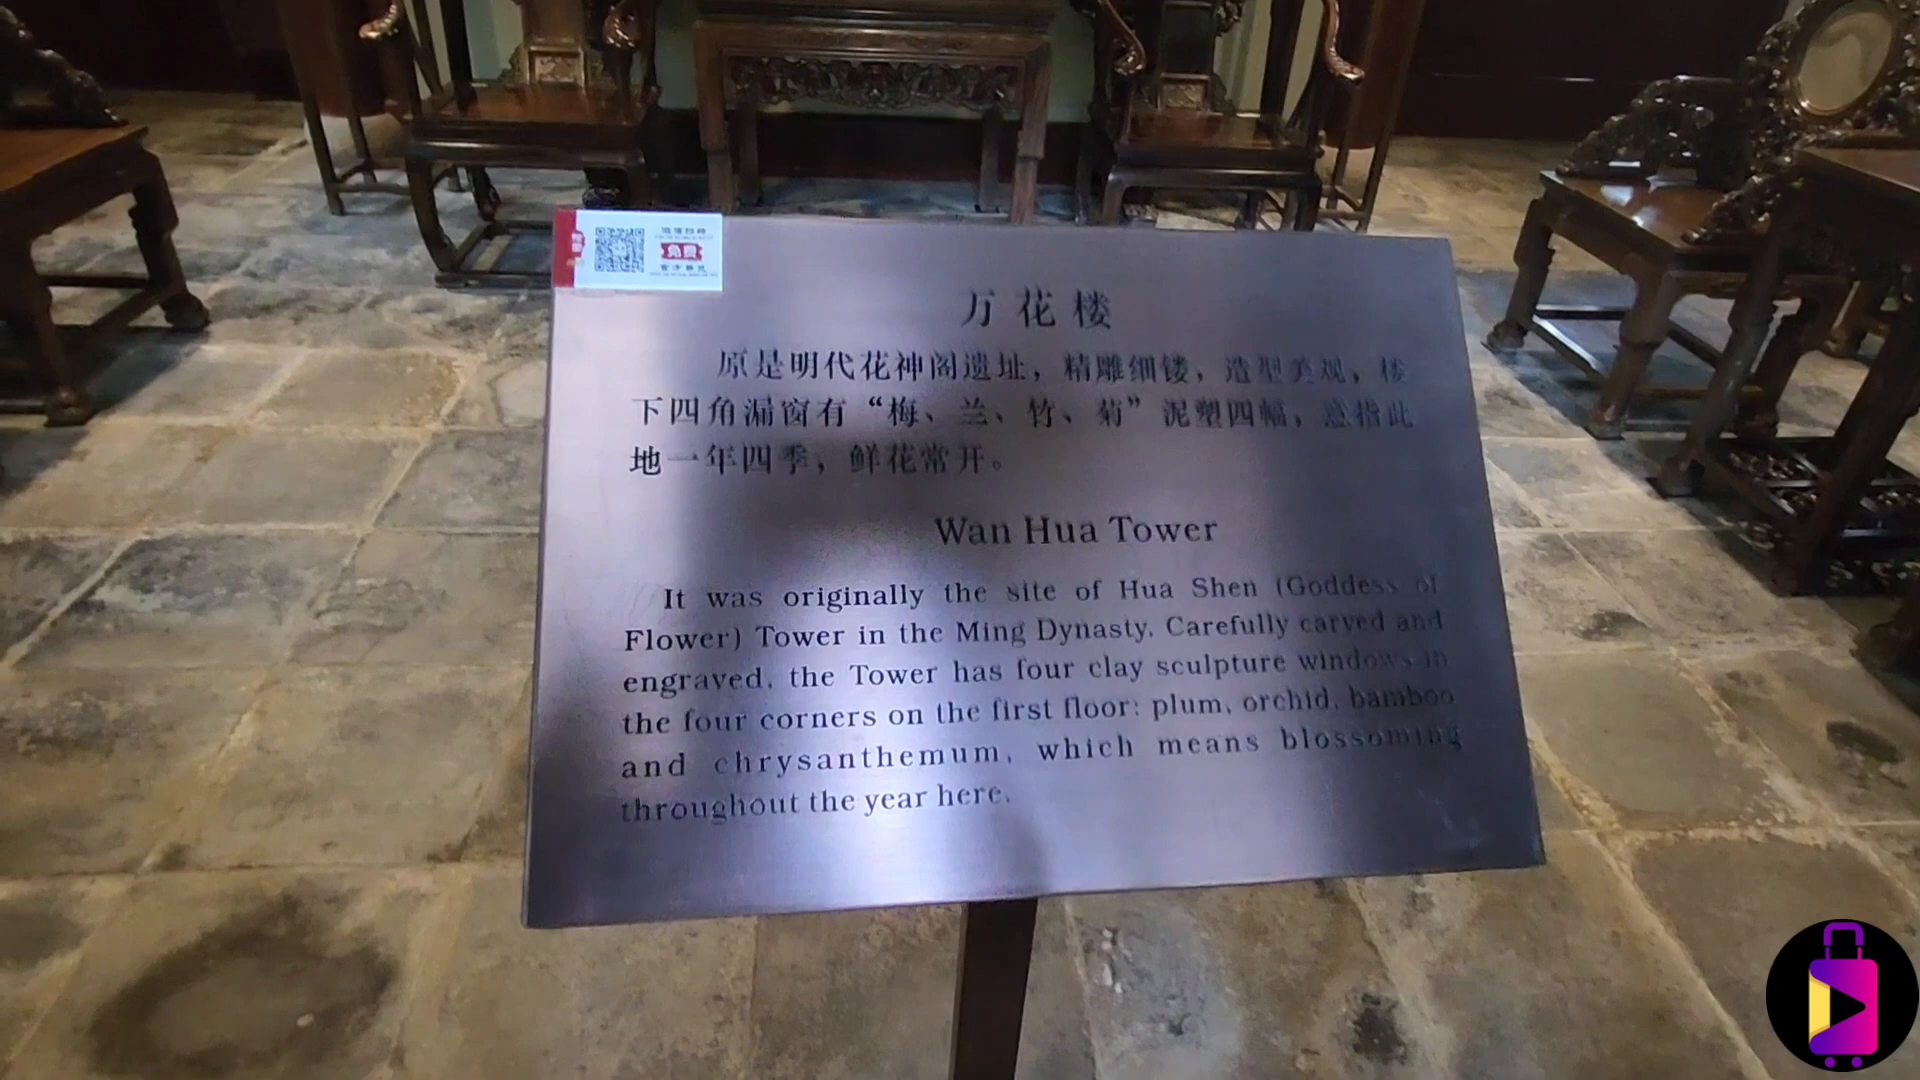 免费
万花楼
原是明代花神阁遗址，精雕细镂，造型美观，楼
下四角漏窗有“梅、兰、竹、菊”泥塑四幅，意指此
地一年四季，鲜花常开。
Wan Hua Tower
It was originally the site of Hua Shen (Goddess of
Flower) Tower in the Ming Dynasty. Carefully carved and
engraved, the Tower has four clay sculpture windows in
the four corners on the first floor: plum, orchid, bamboo
and chrysanthemum, which means blossoming
throughout the year here.